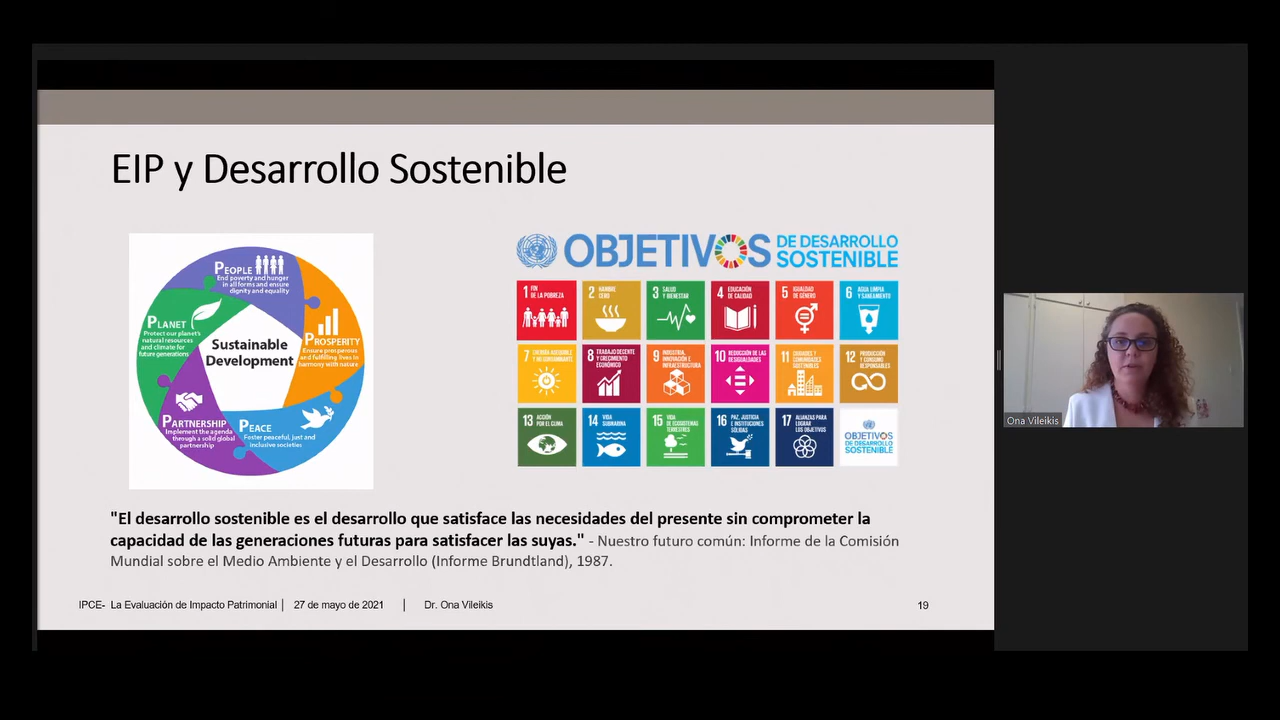 EIP y Desarrollo Sostenible
PEOPLE
End poverty and hunger
in all forms and ensure
dignity and equality
PLANET
Protect our planet's
natural resources
and climate for
future generations
PROSPERITY
Ensure prosperous
and fulfilling lives in
harmony with nature
Sustainable
Development
PARTNERSHIP
Implement the agenda
through a solid global
partnership
PEACE
Foster peaceful, just and
inclusive societies
OBJETIVOS
DE DESARROLLO
SOSTENIBLE
1 FIN
DE LA POBREZA
2 HAMBRE
CERO
3 SALUD
Y BIENESTAR
4 EDUCACIÓN
DE CALIDAD
5 IGUALDAD
DE GÉNERO
6 AGUA LIMPIA
Y SANEAMIENTO
7 ENERGÍA ASEQUIBLE
Y NO CONTAMINANTE
8 TRABAJO DECENTE
Y CRECIMIENTO
ECONÓMICO
9 INDUSTRIA,
INNOVACIÓN E
INFRAESTRUCTURA
10 REDUCCIÓN DE LAS
DESIGUALDADES
11 CIUDADES Y
COMUNIDADES
SOSTENIBLES
12 PRODUCCIÓN
Y CONSUMO
RESPONSABLES
13 ACCIÓN
POR EL CLIMA
14 VIDA
SUBMARINA
15 VIDA
DE ECOSISTEMAS
TERRESTRES
16 PAZ, JUSTICIA
E INSTITUCIONES
SÓLIDAS
17 ALIANZAS PARA
LOGRAR
LOS OBJETIVOS
OBJETIVOS
DE DESARROLLO
SOSTENIBLE
Ona Vileikis
"El desarrollo sostenible es el desarrollo que satisface las necesidades del presente sin comprometer la
capacidad de las generaciones futuras para satisfacer las suyas." - Nuestro futuro común: Informe de la Comisión
Mundial sobre el Medio Ambiente y el Desarrollo (Informe Brundtland), 1987.
IPCE- La Evaluación de Impacto Patrimonial | 27 de mayo de 2021 | Dr. Ona Vileikis 19